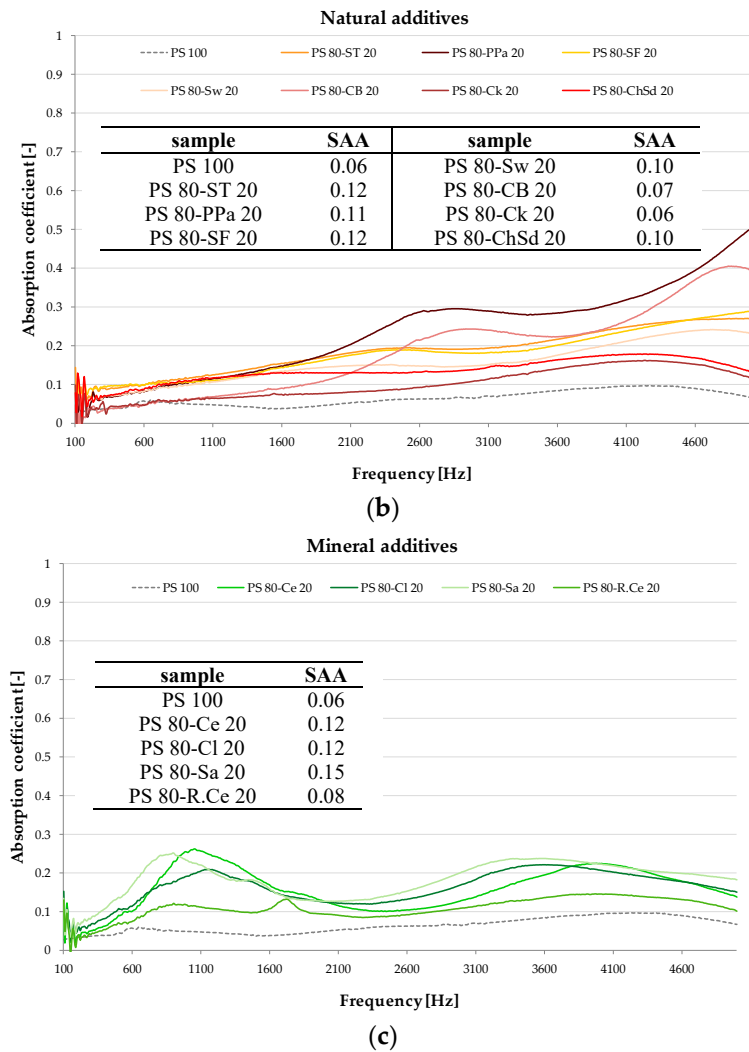 Natural additives
1
0.9
0.8
0.7
0.6
0.5
0.4
0.3
0.2
0.1
0
Absorption coefficient [-]
PS 100 PS 80-ST 20 PS 80-PPa 20 PS 80-SF 20
PS 80-Sw 20 PS 80-CB 20 PS 80-Ck 20 PS 80-ChSd 20
sample SAA sample SAA
PS 100 0.06 PS 80-Sw 20 0.10
PS 80-ST 20 0.12 PS 80-CB 20 0.07
PS 80-PPa 20 0.11 PS 80-Ck 20 0.06
PS 80-SF 20 0.12 PS 80-ChSd 20 0.10
100 600 1100 1600 2100 2600 3100 3600 4100 4600
Frequency [Hz]
(b)
Mineral additives
1
0.9
0.8
0.7
0.6
0.5
0.4
0.3
0.2
0.1
0
Absorption coefficient [-]
PS 100 PS 80-Ce 20 PS 80-Cl 20 PS 80-Sa 20 PS 80-R.Ce 20
sample SAA
PS 100 0.06
PS 80-Ce 20 0.12
PS 80-Cl 20 0.12
PS 80-Sa 20 0.15
PS 80-R.Ce 20 0.08
100 600 1100 1600 2100 2600 3100 3600 4100 4600
Frequency [Hz]
(c)